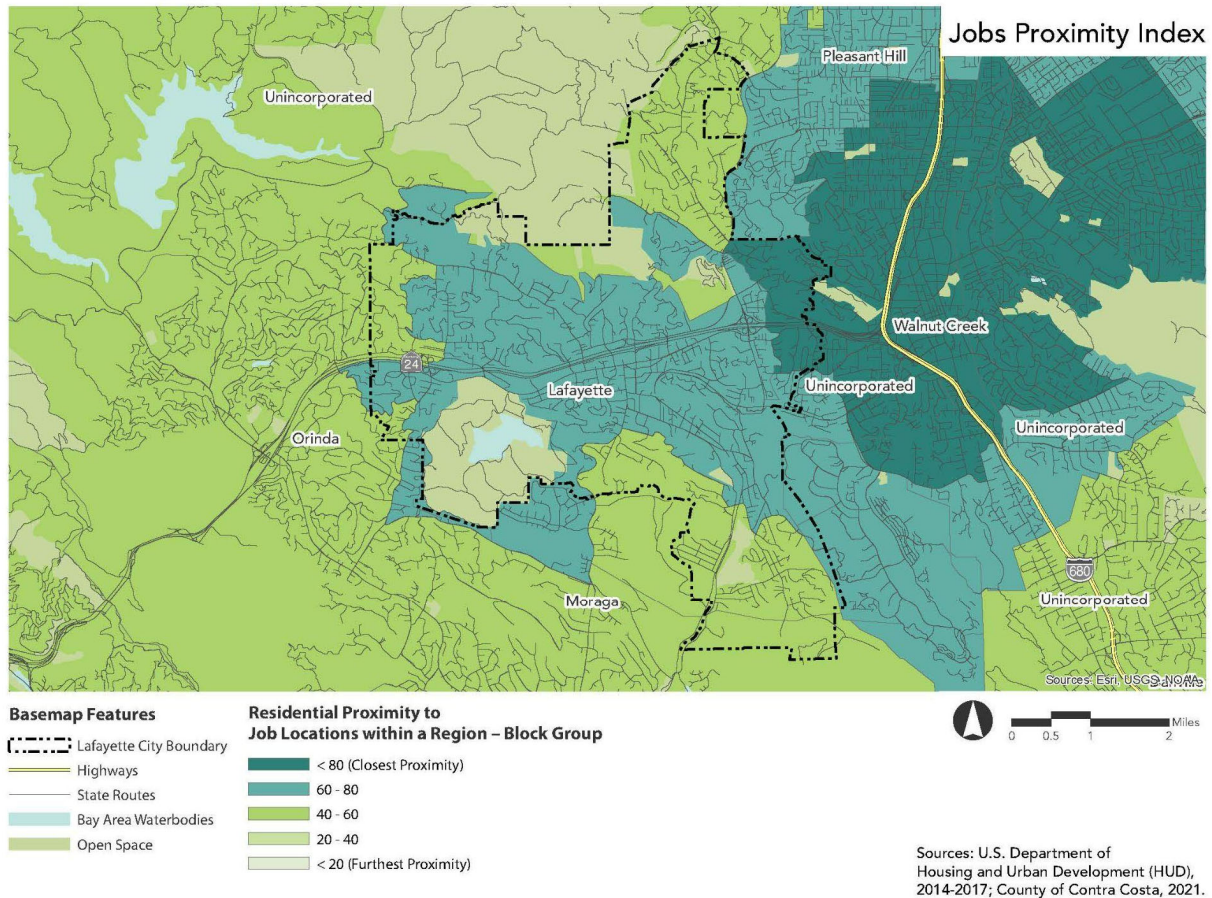 Jobs Proximity Index
Pleasant Hill
Unincorporated
Walnut Creek
24
Lafayette
Unincorporated
Unincorporated
Orinda
680
Moraga
Unincorporated
Sources: Esri, USGS, NOAA
Basemap Features
Lafayette City Boundary
Highways
State Routes
Bay Area Waterbodies
Open Space
Residential Proximity to
Job Locations within a Region – Block Group
< 80 (Closest Proximity)
60 - 80
40 - 60
20 - 40
< 20 (Furthest Proximity)
Miles
0 0.5 1 2
Sources: U.S. Department of
Housing and Urban Development (HUD),
2014-2017; County of Contra Costa, 2021.